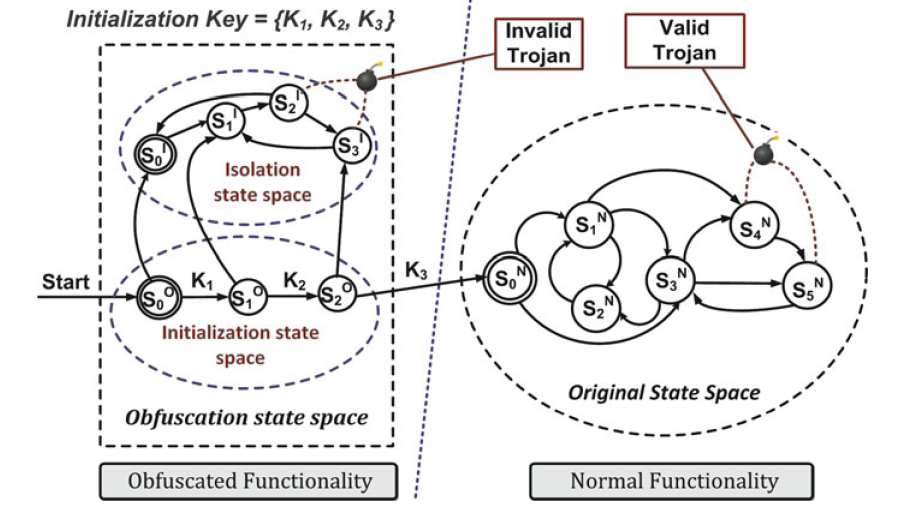 Initialization Key = {K₁, K₂, K₃}
Invalid
Trojan
Valid
Trojan
S₂ᴵ
S₁ᴵ
S₀ᴵ
S₃ᴵ
Isolation
state space
S₁ᴺ
S₄ᴺ
S₀ᴺ
S₃ᴺ
S₅ᴺ
S₂ᴺ
Start
K₁
K₂
K₃
S₀ᴼ
S₁ᴼ
S₂ᴼ
Initialization state
space
Original State Space
Obfuscation state space
Obfuscated Functionality
Normal Functionality